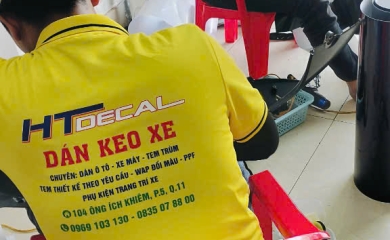 HTDECAL
DÁN KEO XE
CHUYÊN: DÁN Ô TÔ - XE MÁY - TEM TRÙM
TEM THIẾT KẾ THEO YÊU CẦU - WAP ĐỔI MÀU - PPF
PHỤ KIỆN TRANG TRÍ XE
104 ÔNG ÍCH KHIÊM, P.5, Q.11
0969 103 130 - 0835 07 88 00